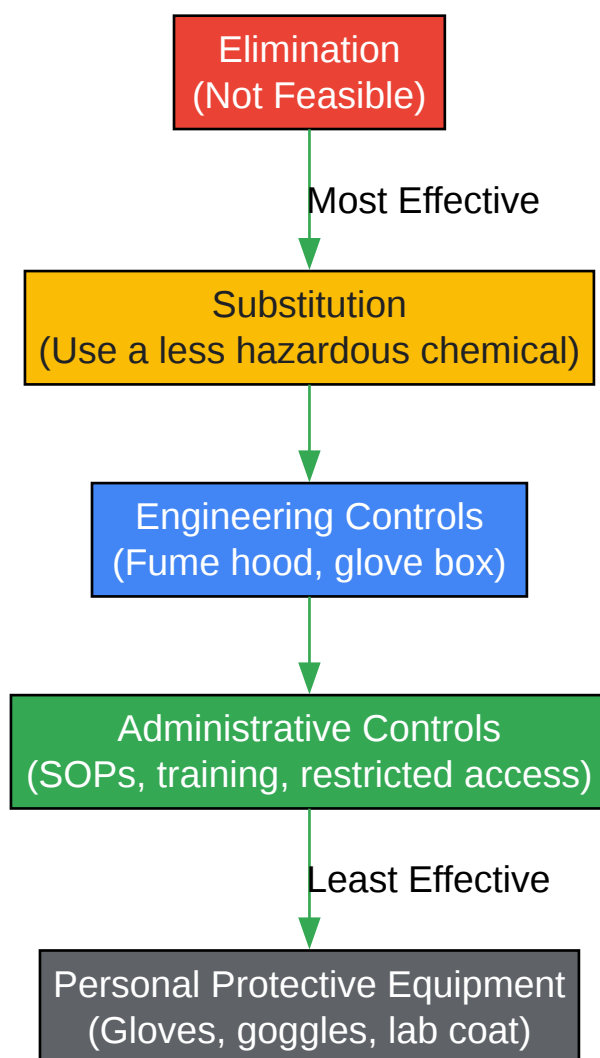 Elimination
(Not Feasible)
Most Effective
Substitution
(Use a less hazardous chemical)
Engineering Controls
(Fume hood, glove box)
Administrative Controls
(SOPs, training, restricted access)
Least Effective
Personal Protective Equipment
(Gloves, goggles, lab coat)